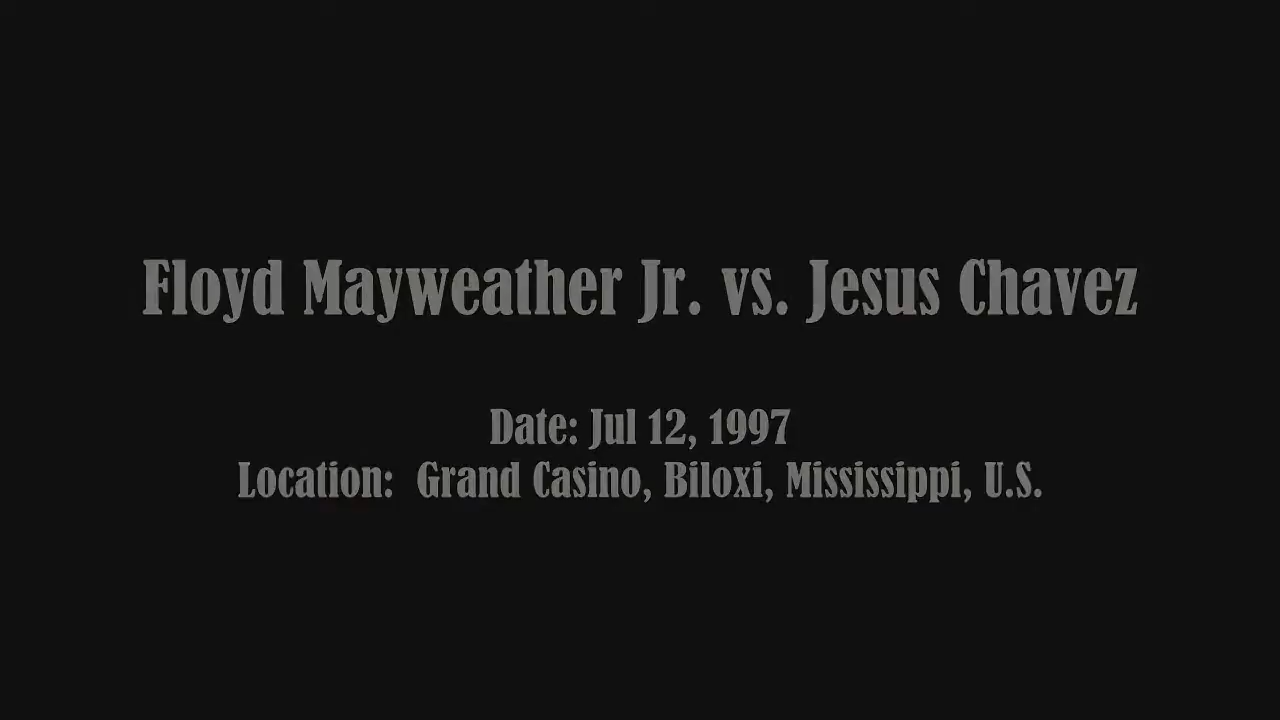 Floyd Mayweather Jr. vs. Jesus Chavez
Date: Jul 12, 1997
Location: Grand Casino, Biloxi, Mississippi, U.S.